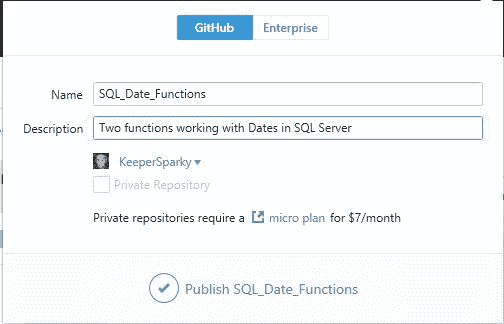 GitHub Enterprise
Name SQL_Date_Functions
Description Two functions working with Dates in SQL Server
KeeperSparky
Private Repository
Private repositories require a micro plan for $7/month
Publish SQL_Date_Functions